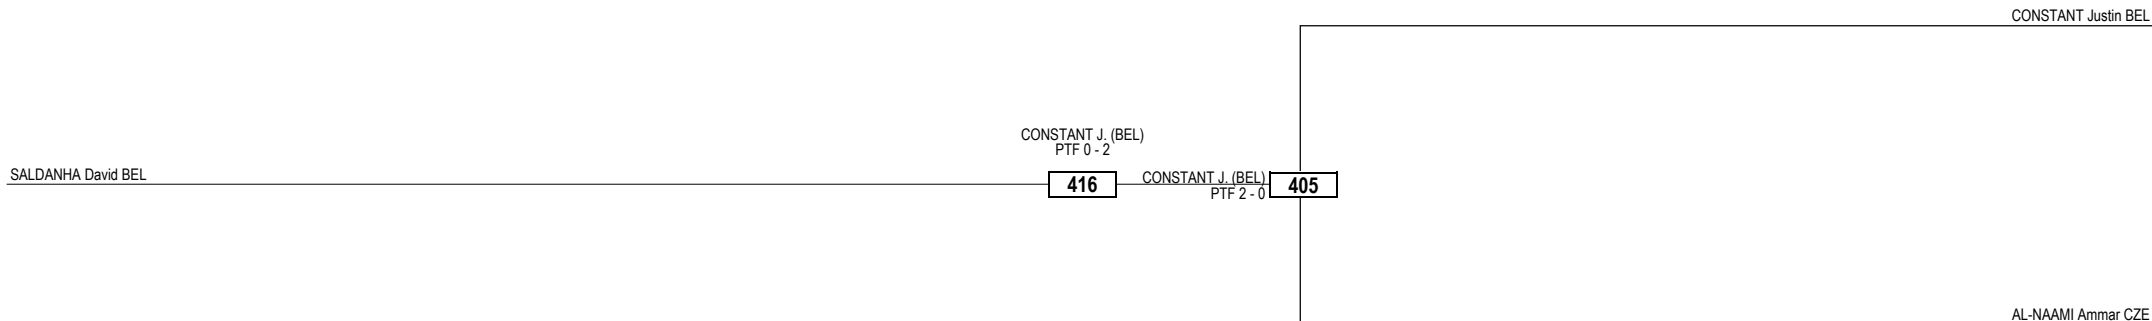 CONSTANT Justin BEL
CONSTANT J. (BEL)
PTF 0 - 2
SALDANHA David BEL
416
CONSTANT J. (BEL)
PTF 2 - 0
405
AL-NAAMI Ammar CZE